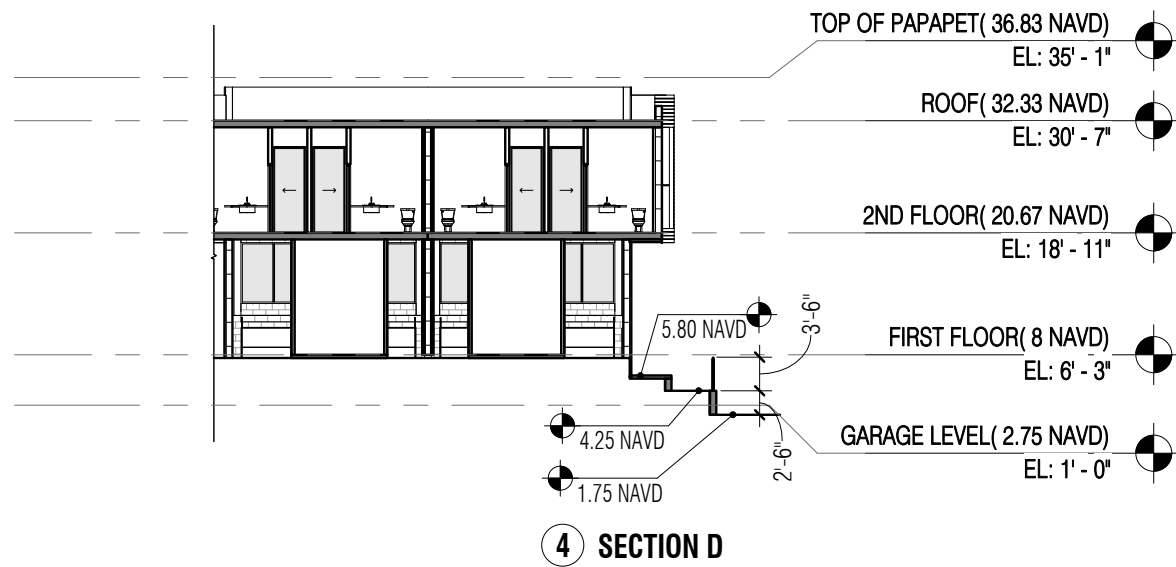 TOP OF PAPAPET( 36.83 NAVD)
EL: 35' - 1"
ROOF( 32.33 NAVD)
EL: 30' - 7"
2ND FLOOR( 20.67 NAVD)
EL: 18' - 11"
5.80 NAVD
3'-6"
FIRST FLOOR( 8 NAVD)
EL: 6' - 3"
4.25 NAVD
2'-6"
GARAGE LEVEL( 2.75 NAVD)
EL: 1' - 0"
1.75 NAVD
4 SECTION D